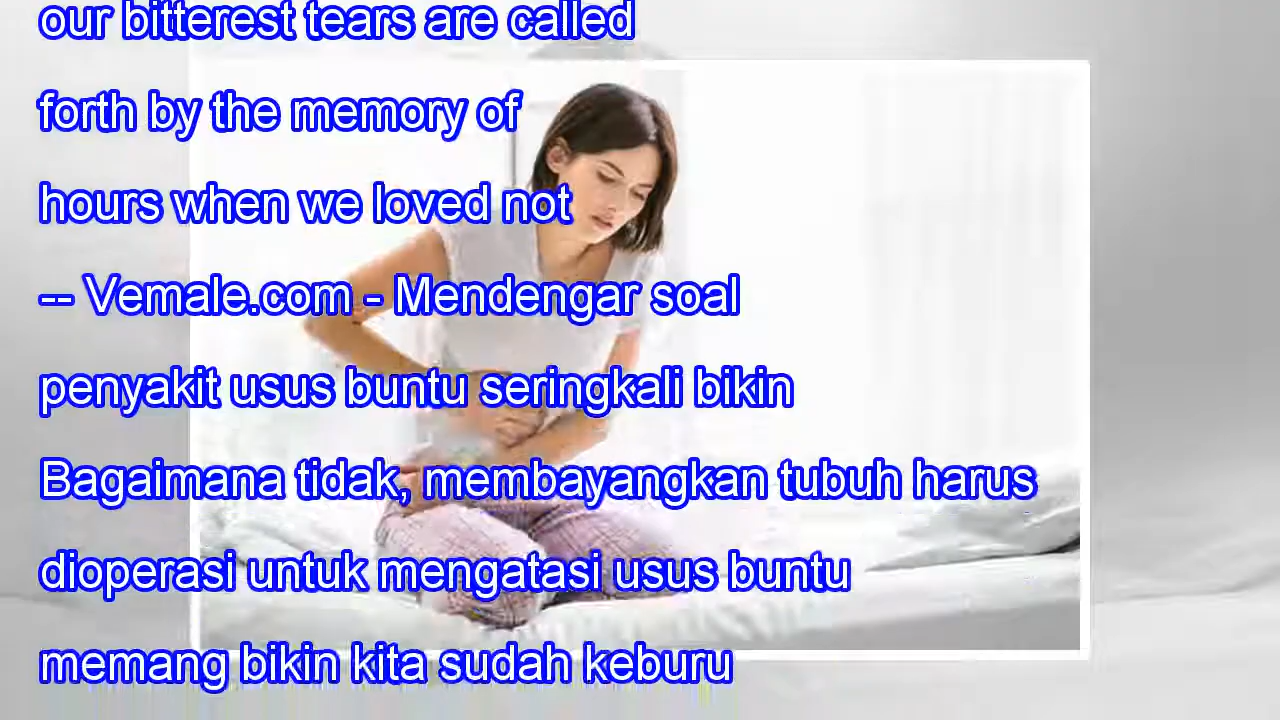 our bitterest tears are called
forth by the memory of
hours when we loved not
-- Vemale.com - Mendengar soal
penyakit usus buntu seringkali bikin
Bagaimana tidak, membayangkan tubuh harus
dioperasi untuk mengatasi usus buntu
memang bikin kita sudah keburu